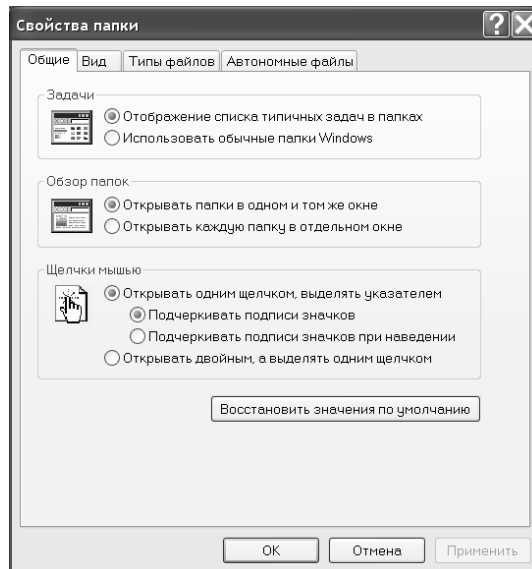 Свойства папки
Общие Вид Типы файлов Автономные файлы
Задачи
Отображение списка типичных задач в папках
Использовать обычные папки Windows
Обзор папок
Открывать папки в одном и том же окне
Открывать каждую папку в отдельном окне
Щелчки мышью
Открывать одним щелчком, выделять указателем
Подчеркивать подписи значков
Подчеркивать подписи значков при наведении
Открывать двойным, а выделять одним щелчком
Восстановить значения по умолчанию
ОК Отмена Применить